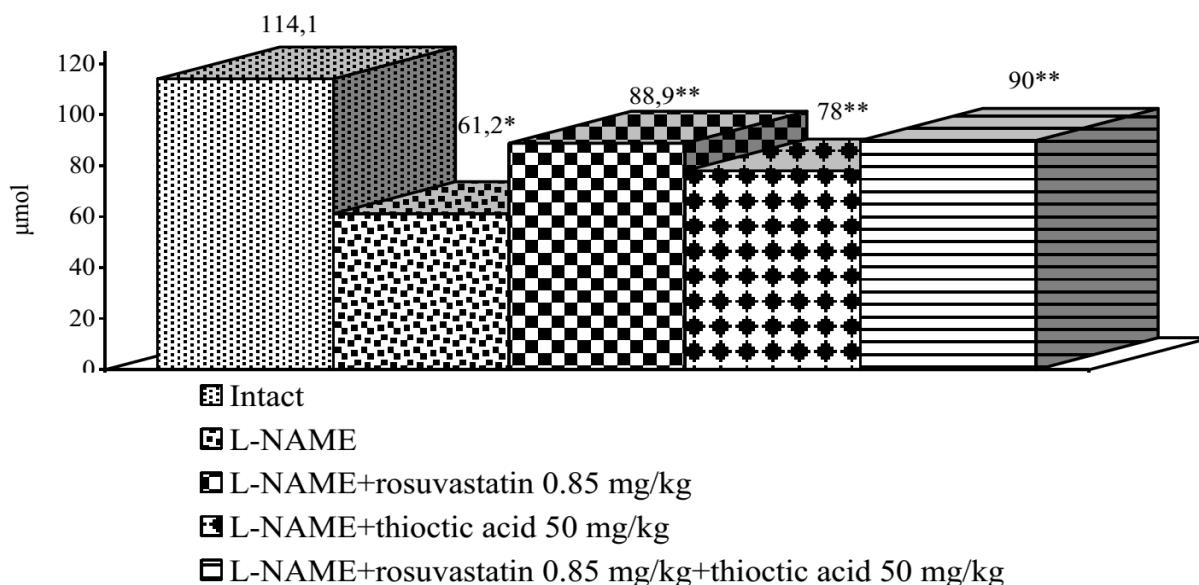 114,1
61,2*
88,9**
78**
90**
120
100
80
60
40
20
0
μmol
Intact
L-NAME
L-NAME+rosuvastatin 0.85 mg/kg
L-NAME+thioctic acid 50 mg/kg
L-NAME+rosuvastatin 0.85 mg/kg+thioctic acid 50 mg/kg